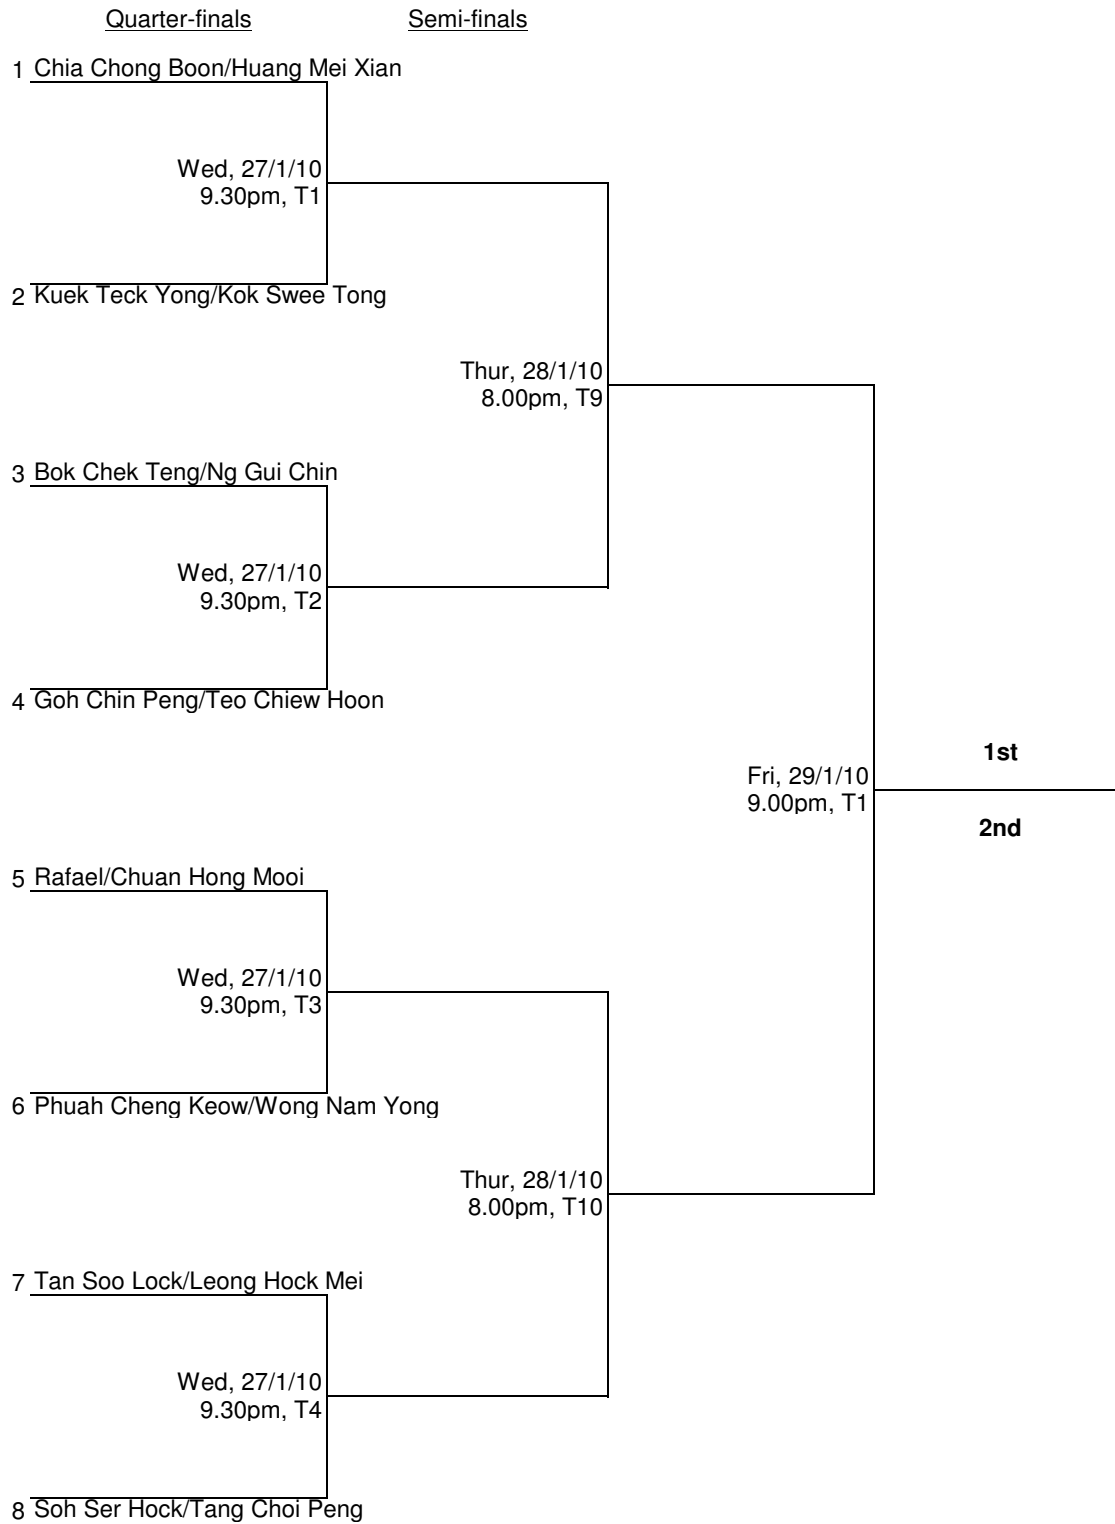 Quarter-finals Semi-finals
1 Chia Chong Boon/Huang Mei Xian
Wed, 27/1/10
9.30pm, T1
2 Kuek Teck Yong/Kok Swee Tong
Thur, 28/1/10
8.00pm, T9
3 Bok Chek Teng/Ng Gui Chin
Wed, 27/1/10
9.30pm, T2
4 Goh Chin Peng/Teo Chiew Hoon
1st
Fri, 29/1/10
9.00pm, T1
2nd
5 Rafael/Chuan Hong Mooi
Wed, 27/1/10
9.30pm, T3
6 Phuah Cheng Keow/Wong Nam Yong
Thur, 28/1/10
8.00pm, T10
7 Tan Soo Lock/Leong Hock Mei
Wed, 27/1/10
9.30pm, T4
8 Soh Ser Hock/Tang Choi Peng